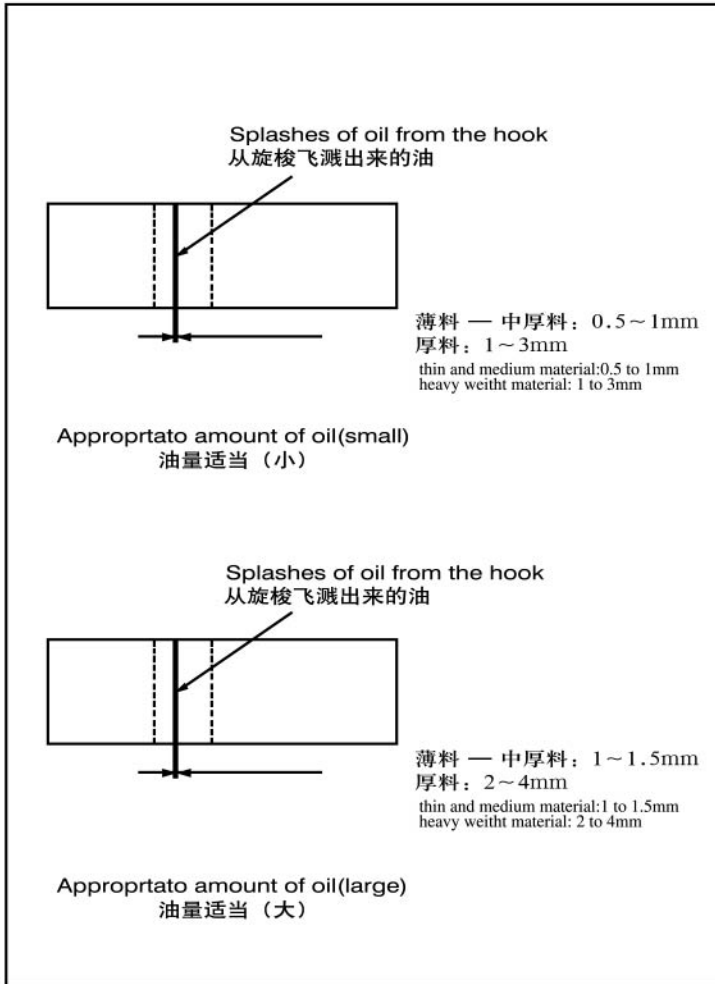 Splashes of oil from the hook
从旋梭飞溅出来的油
薄料 — 中厚料：0.5～1mm
厚料：1～3mm
thin and medium material:0.5 to 1mm
heavy weitht material: 1 to 3mm
Approprtato amount of oil(small)
油量适当（小）
Splashes of oil from the hook
从旋梭飞溅出来的油
薄料 — 中厚料：1～1.5mm
厚料：2～4mm
thin and medium material:1 to 1.5mm
heavy weitht material: 2 to 4mm
Approprtato amount of oil(large)
油量适当（大）